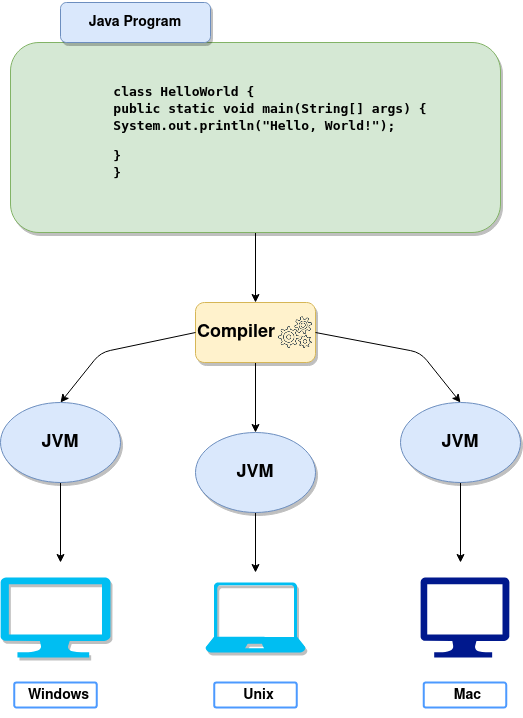 Java Program
class HelloWorld {
public static void main(String[] args) {
System.out.println("Hello, World!");
}
}
Compiler
JVM
JVM
JVM
Windows
Unix
Mac